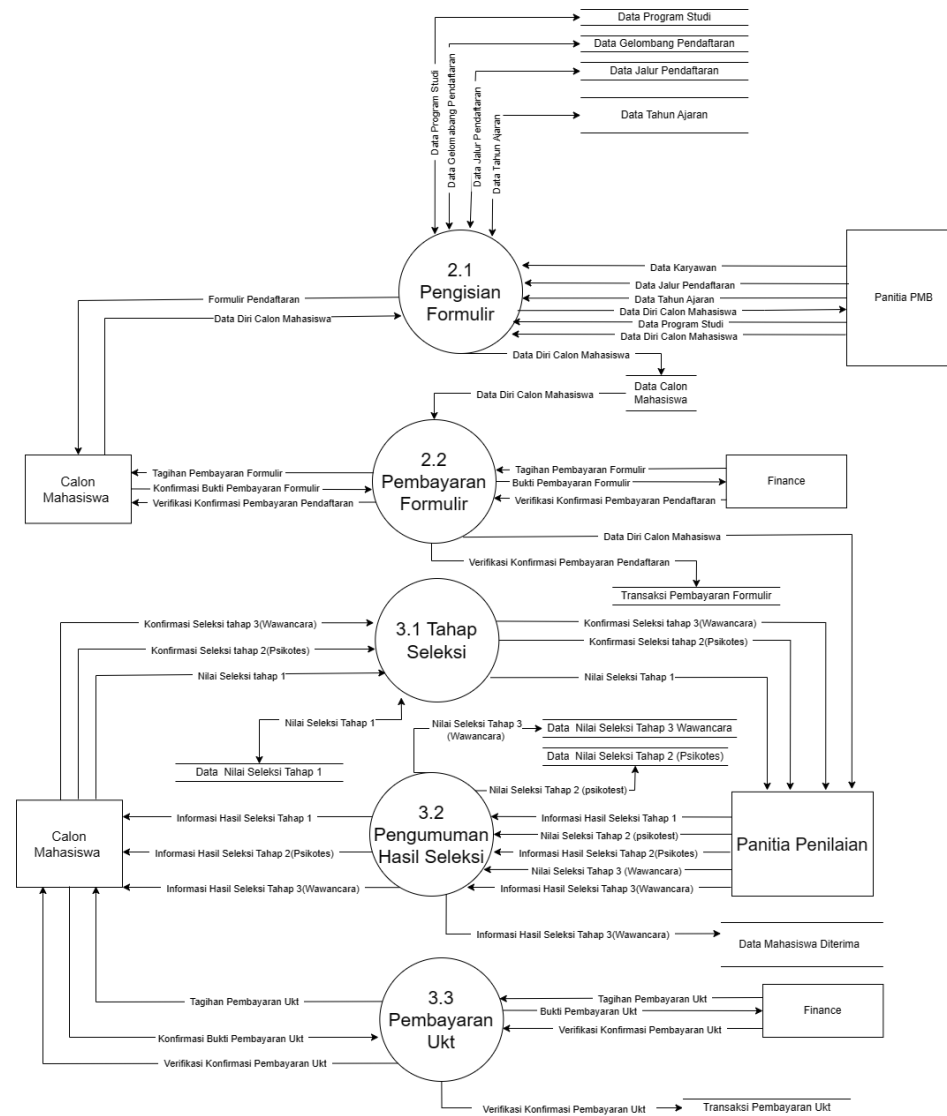 Data Program Studi
Data Gelombang Pendaftaran
Data Jalur Pendaftaran
Data Tahun Ajaran
Data Program Studi
Data Gelomabang Pendaftaran
Data Jalur Pendaftaran
Data Tahun Ajaran
2.1
Pengisian
Formulir
Data Karyawan
Data Jalur Pendaftaran
Data Tahun Ajaran
Data Diri Calon Mahasiswa
Data Program Studi
Data Diri Calon Mahasiswa
Panitia PMB
Formulir Pendaftaran
Data Diri Calon Mahasiswa
Data Diri Calon Mahasiswa
Data Calon
Mahasiswa
Data Diri Calon Mahasiswa
Calon
Mahasiswa
Tagihan Pembayaran Formulir
Konfirmasi Bukti Pembayaran Formulir
Verifikasi Konfirmasi Pembayaran Pendaftaran
2.2
Pembayaran
Formulir
Tagihan Pembayaran Formulir
Bukti Pembayaran Formulir
Verifikasi Konfirmasi Pembayaran Pendaftaran
Finance
Data Diri Calon Mahasiswa
Verifikasi Konfirmasi Pembayaran Pendaftaran
Transaksi Pembayaran Formulir
Konfirmasi Seleksi tahap 3(Wawancara)
Konfirmasi Seleksi tahap 2(Psikotes)
Nilai Seleksi tahap 1
3.1 Tahap
Seleksi
Konfirmasi Seleksi tahap 3(Wawancara)
Konfirmasi Seleksi tahap 2(Psikotes)
Nilai Seleksi Tahap 1
Nilai Seleksi Tahap 1
Data Nilai Seleksi Tahap 1
Nilai Seleksi Tahap 3
(Wawancara)
Data Nilai Seleksi Tahap 3 Wawancara
Data Nilai Seleksi Tahap 2 (Psikotes)
Nilai Seleksi Tahap 2 (psikotest)
Calon
Mahasiswa
Informasi Hasil Seleksi Tahap 1
Informasi Hasil Seleksi Tahap 2(Psikotes)
Informasi Hasil Seleksi Tahap 3(Wawancara)
3.2
Pengumuman
Hasil Seleksi
Informasi Hasil Seleksi Tahap 1
Nilai Seleksi Tahap 2 (psikotest)
Informasi Hasil Seleksi Tahap 2(Psikotes)
Nilai Seleksi Tahap 3 (Wawancara)
Informasi Hasil Seleksi Tahap 3(Wawancara)
Panitia Penilaian
Informasi Hasil Seleksi Tahap 3(Wawancara)
Data Mahasiswa Diterima
Tagihan Pembayaran Ukt
Konfirmasi Bukti Pembayaran Ukt
Verifikasi Konfirmasi Pembayaran Ukt
3.3
Pembayaran
Ukt
Tagihan Pembayaran Ukt
Bukti Pembayaran Ukt
Verifikasi Konfirmasi Pembayaran Ukt
Finance
Verifikasi Konfirmasi Pembayaran Ukt
Transaksi Pembayaran Ukt